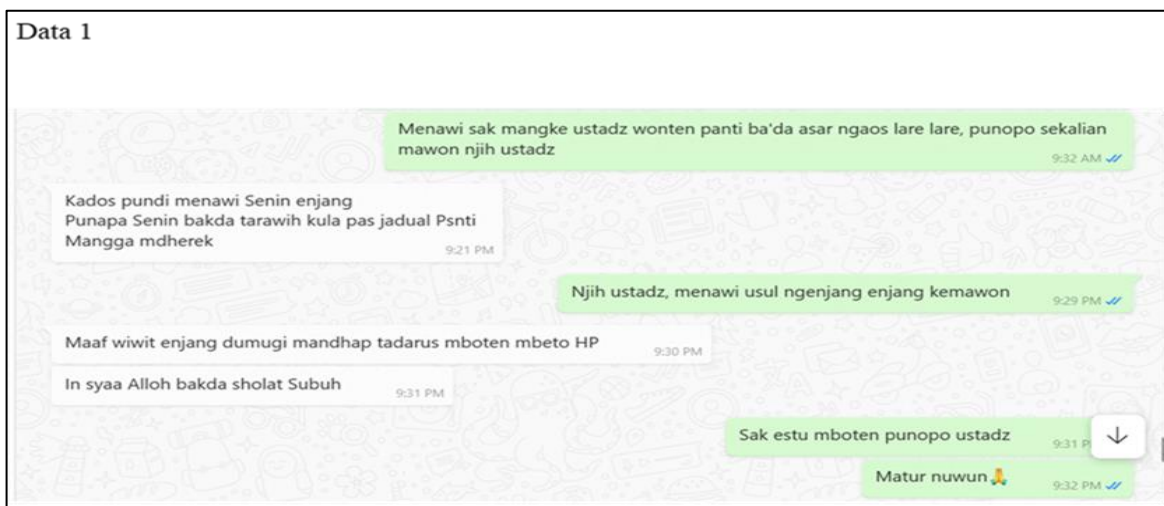 Data 1
Menawi sak mangke ustadz wonten panti ba'da asar ngaos lare lare, punopo sekalian
mawon njih ustadz
9:32 AM
Kados pundi menawi Senin enjang
Punapa Senin bakda tarawih kula pas jadual Psnti
Mangga mdherek
9:21 PM
Njih ustadz, menawi usul ngenjang enjang kemawon
9:29 PM
Maaf wiwit enjang dumugi mandhap tadarus mboten mbeto HP
9:30 PM
In syaa Alloh bakda sholat Subuh
9:31 PM
Sak estu mboten punopo ustadz
9:31 P
Matur nuwun🙏
9:32 PM